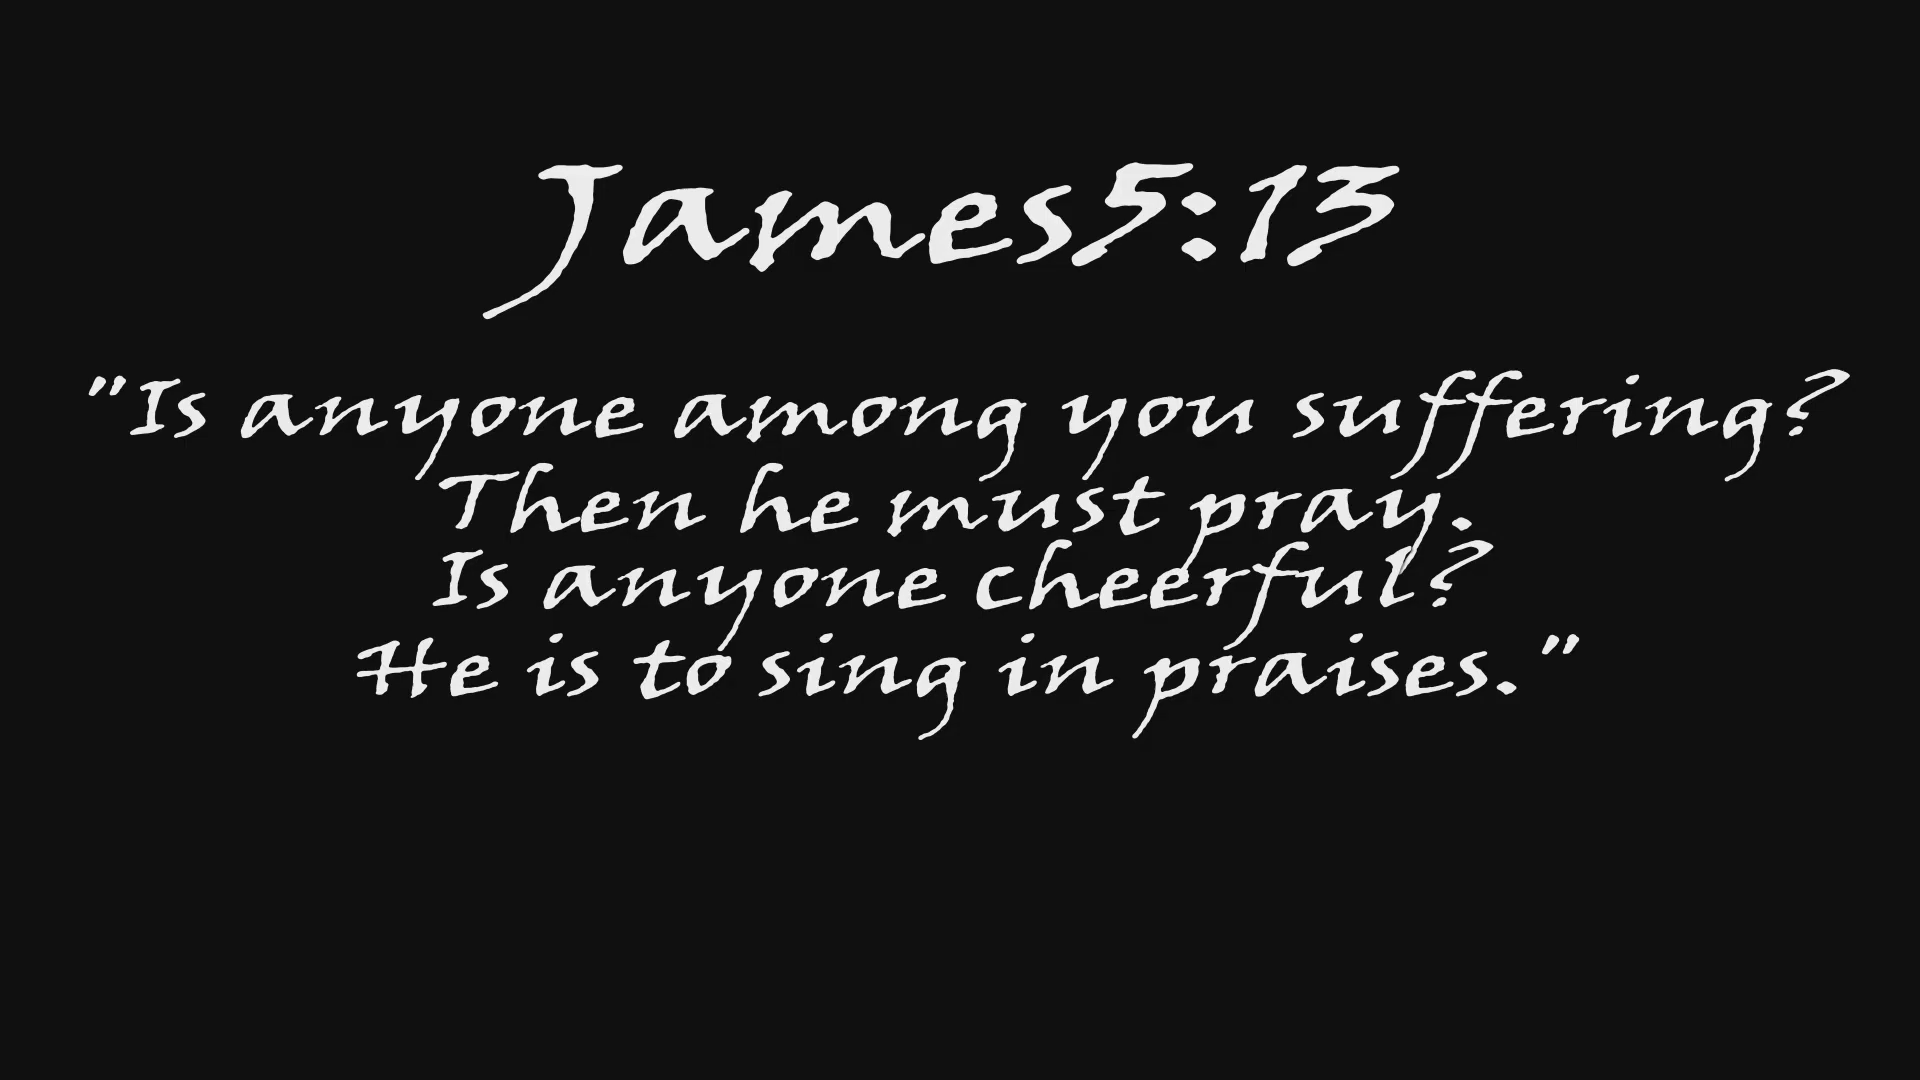 James5:13
"Is anyone among you suffering?
Then he must pray.
Is anyone cheerful?
He is to sing in praises."